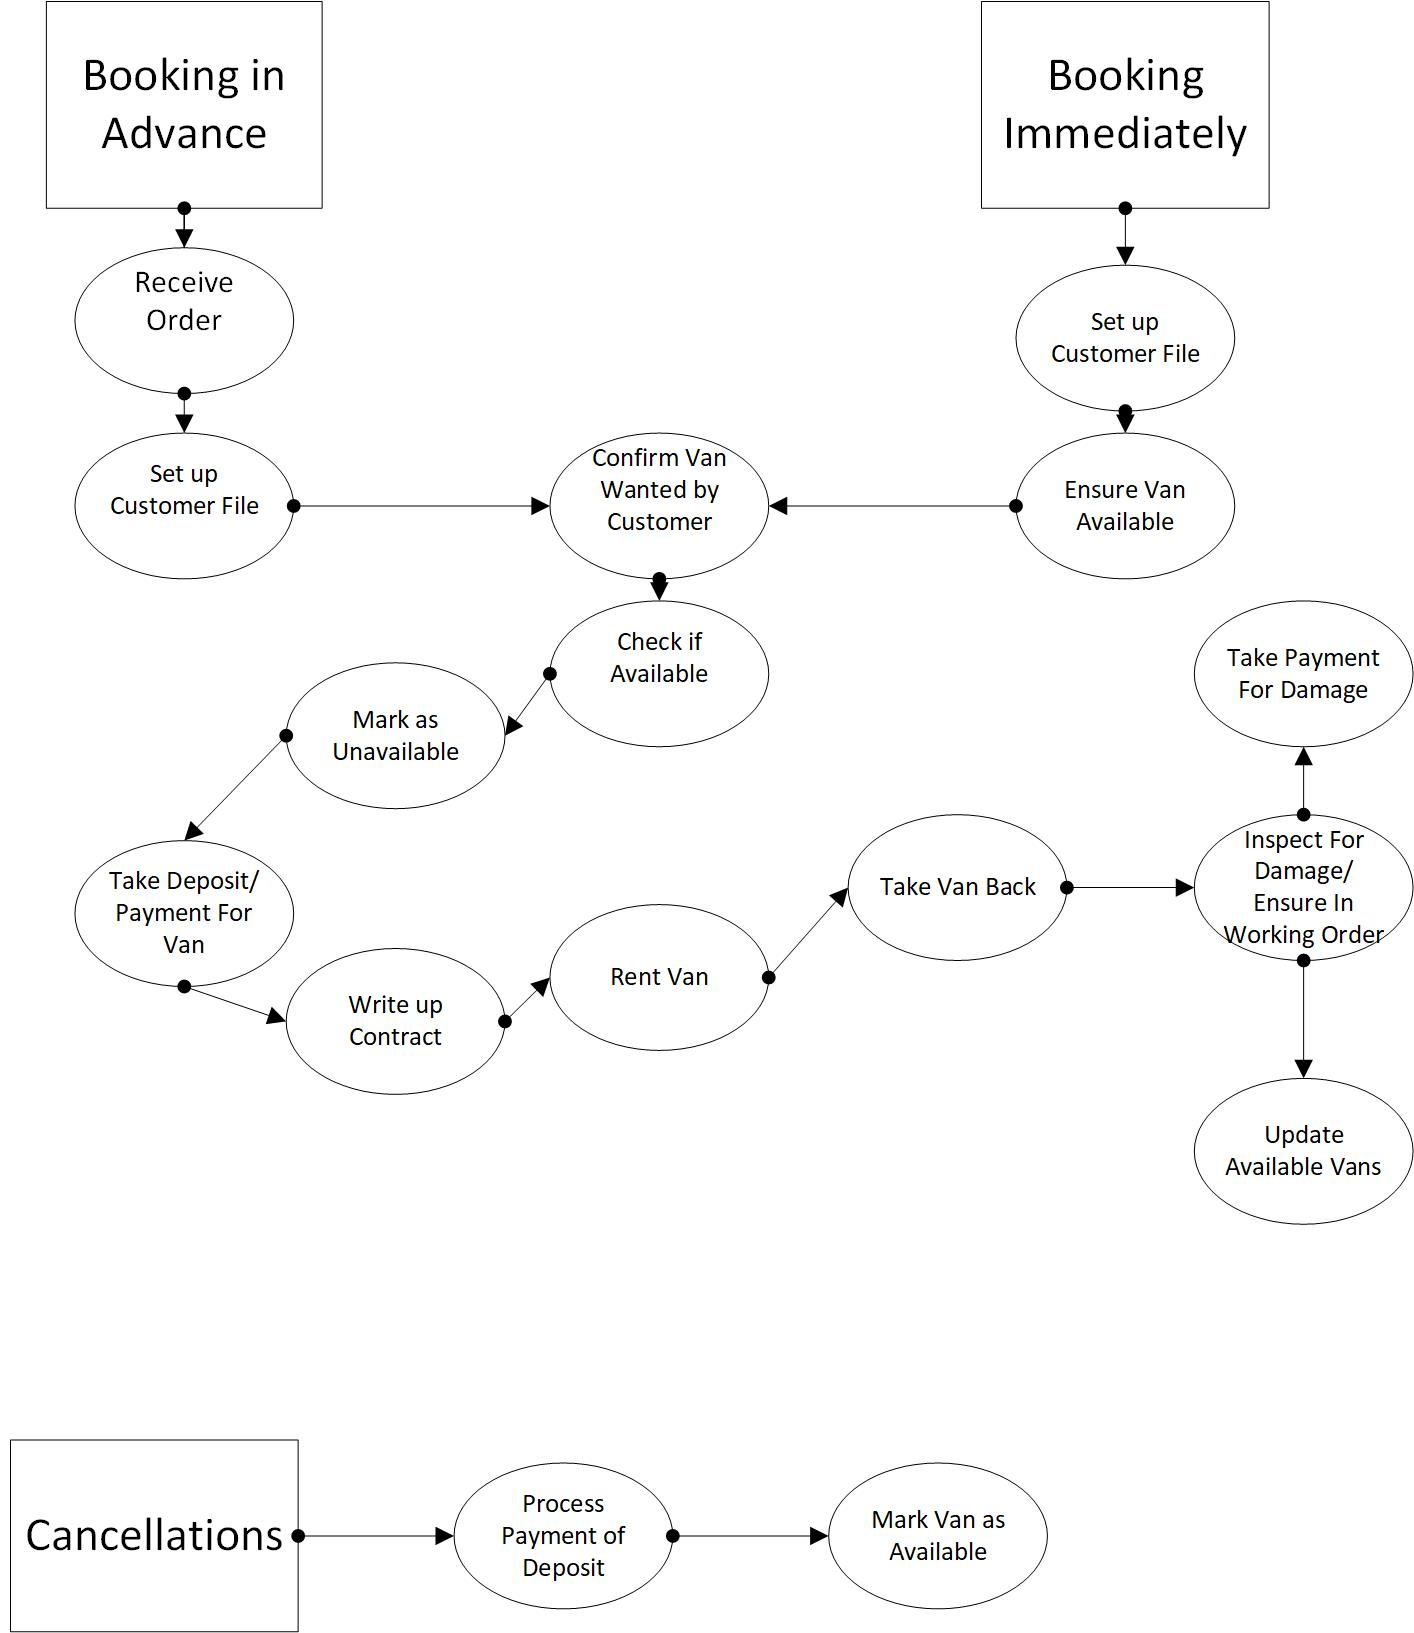 Booking in
Advance
Booking
Immediately
Receive
Order
Set up
Customer File
Set up
Customer File
Confirm Van
Wanted by
Customer
Ensure Van
Available
Check if
Available
Take Payment
For Damage
Mark as
Unavailable
Take Deposit/
Payment For
Van
Write up
Contract
Rent Van
Take Van Back
Inspect For
Damage/
Ensure In
Working Order
Update
Available Vans
Cancellations
Process
Payment of
Deposit
Mark Van as
Available